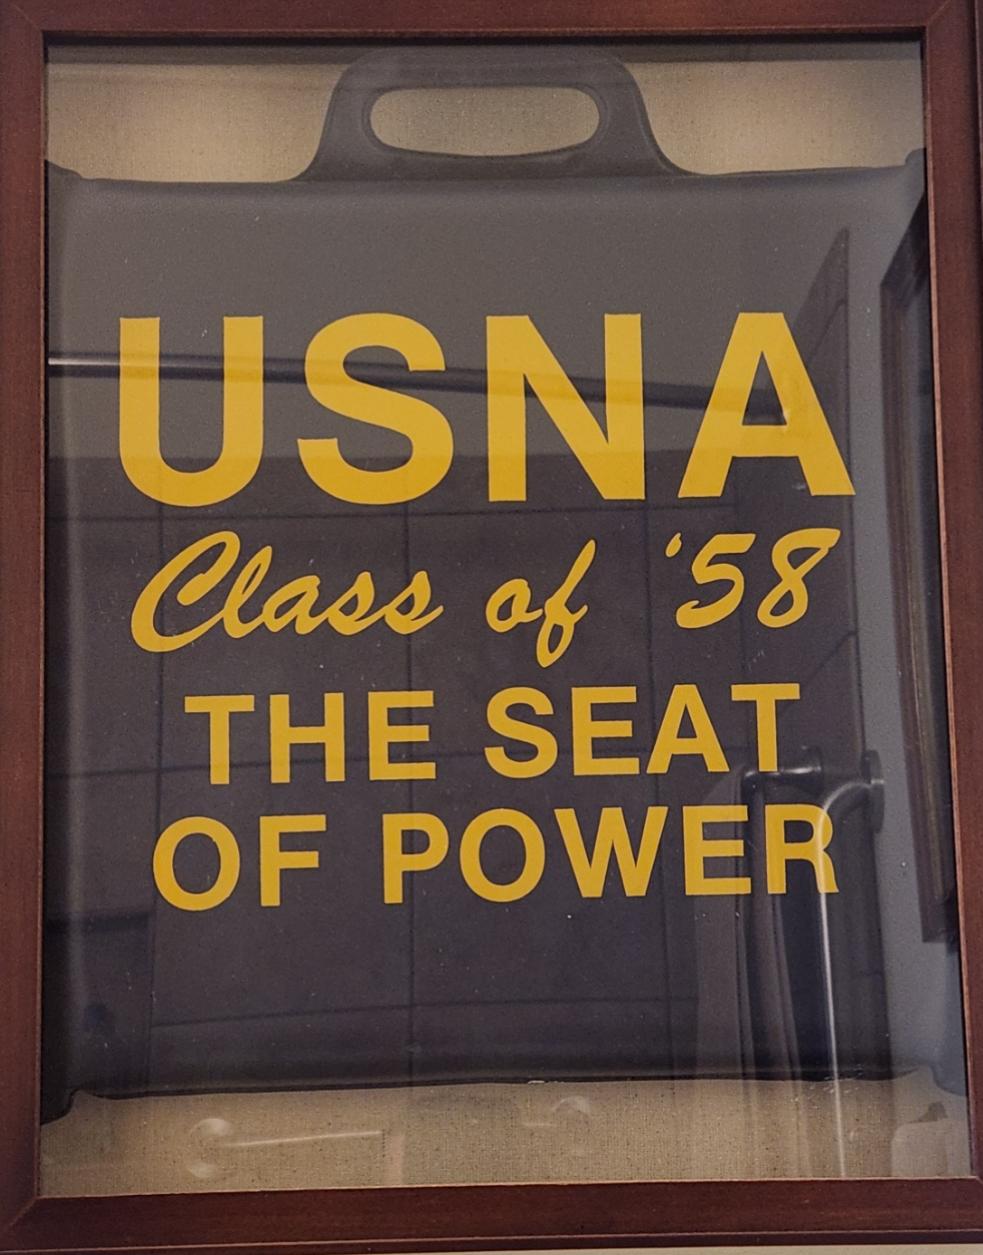 USNA
Class of '58
THE SEAT
OF POWER